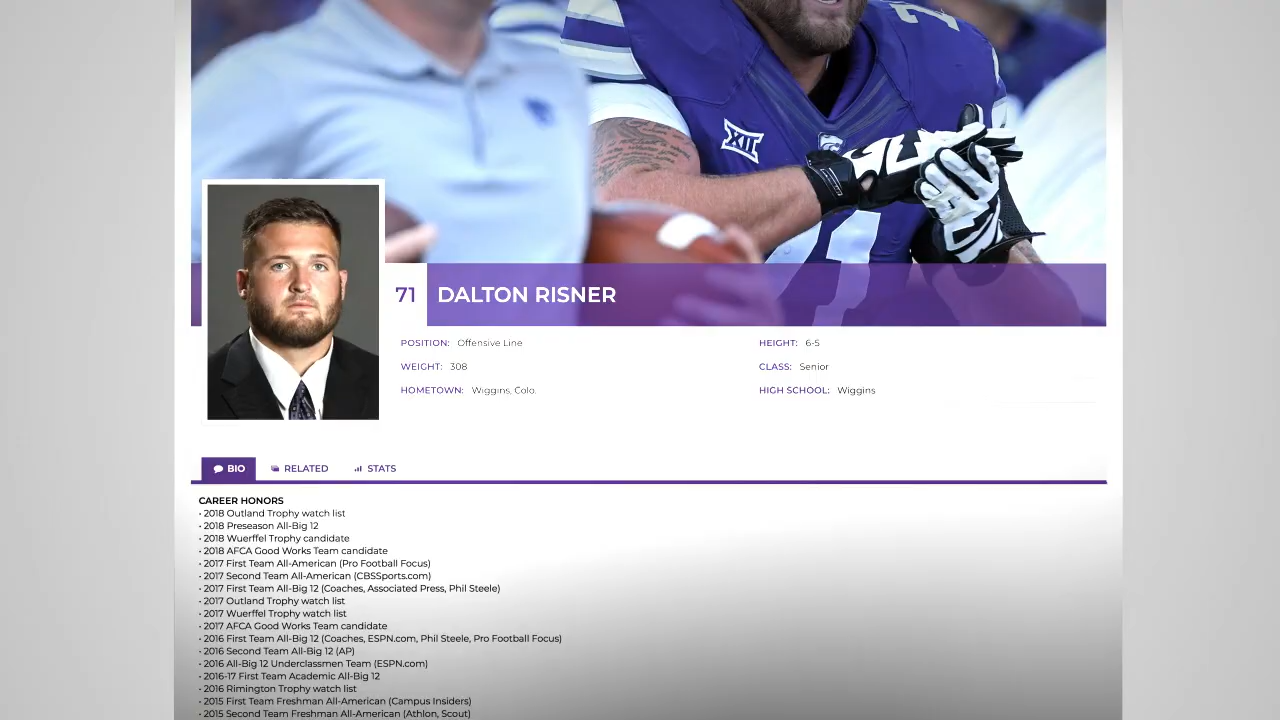 XII
71 DALTON RISNER
POSITION: Offensive Line
HEIGHT: 6-5
WEIGHT: 308
CLASS: Senior
HOMETOWN: Wiggins, Colo.
HIGH SCHOOL: Wiggins
BIO RELATED STATS
CAREER HONORS
• 2018 Outland Trophy watch list
• 2018 Preseason All-Big 12
• 2018 Wuerffel Trophy candidate
• 2018 AFCA Good Works Team candidate
• 2017 First Team All-American (Pro Football Focus)
• 2017 Second Team All-American (CBSSports.com)
• 2017 First Team All-Big 12 (Coaches, Associated Press, Phil Steele)
• 2017 Outland Trophy watch list
• 2017 Wuerffel Trophy watch list
• 2017 AFCA Good Works Team candidate
• 2016 First Team All-Big 12 (Coaches, ESPN.com, Phil Steele, Pro Football Focus)
• 2016 Second Team All-Big 12 (AP)
• 2016 All-Big 12 Underclassmen Team (ESPN.com)
• 2016-17 First Team Academic All-Big 12
• 2016 Rimington Trophy watch list
• 2015 First Team Freshman All-American (Campus Insiders)
• 2015 Second Team Freshman All-American (Athlon, Scout)